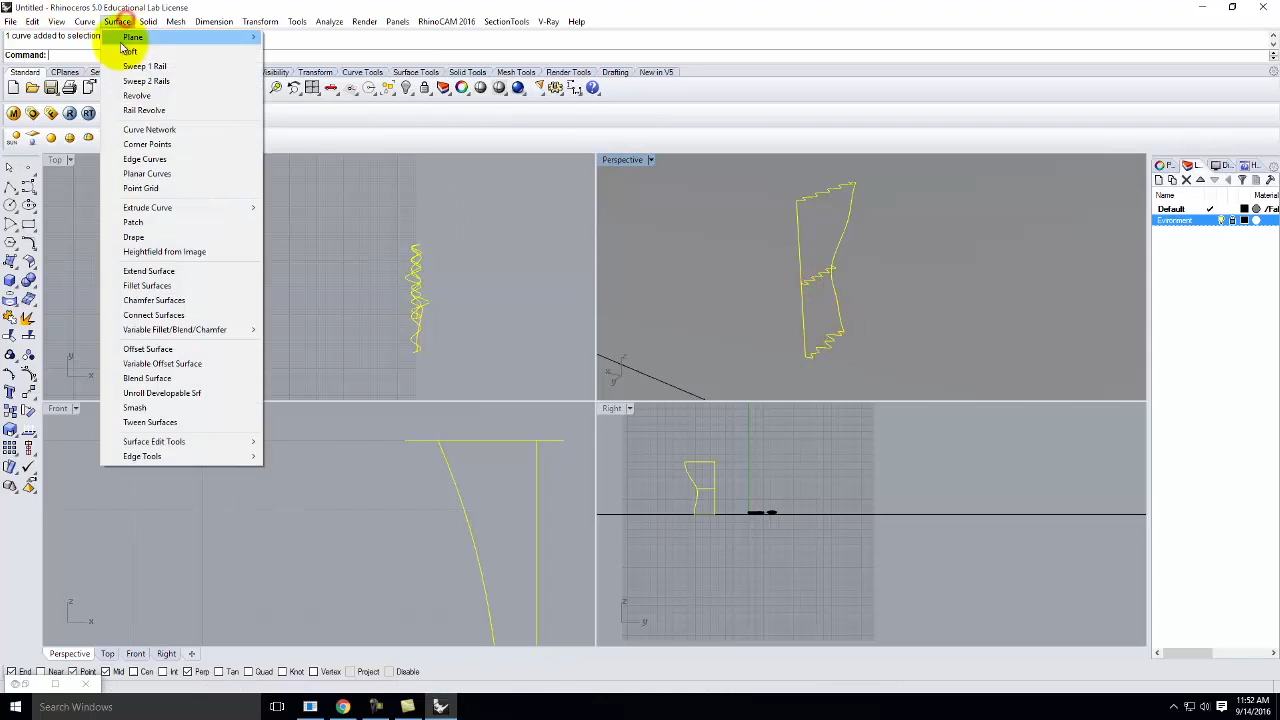 Untitled - Rhinoceros 5.0 Educational Lab License
File Edit View Curve Surface Solid Mesh Dimension Transform Tools Analyze Render Panels RhinoCAM 2016 SectionTools V-Ray Help
1 curve added to selection
Command:
Standard CPlanes Transform Curve Tools Surface Tools Solid Tools Mesh Tools Render Tools Drafting New in V5
Plane
Sweep 1 Rail
Sweep 2 Rails
Revolve
Rail Revolve
Curve Network
Corner Points
Edge Curves
Planar Curves
Point Grid
Extrude Curve
Patch
Drape
Heightfield from Image
Extend Surface
Fillet Surfaces
Chamfer Surfaces
Connect Surfaces
Variable Fillet/Blend/Chamfer
Offset Surface
Variable Offset Surface
Blend Surface
Unroll Developable Srf
Smash
Tween Surfaces
Surface Edit Tools
Edge Tools
M R RT
SUN
Top
y
x
Perspective
z
x
y
Front
z
x
Right
z
y
P... L... Di... H...
Name Material
Default
Evironment
Perspective Top Front Right
End Near Point Mid Cen Int Perp Tan Quad Knot Vertex Project Disable
Search Windows
11:52 AM
9/14/2016